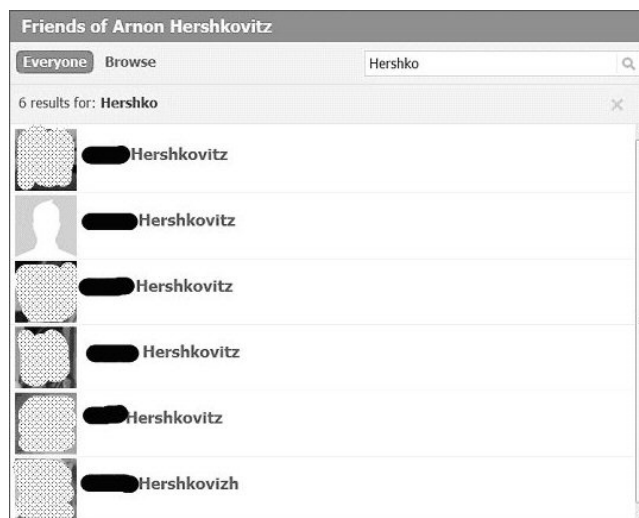 Friends of Arnon Hershkovitz
Everyone Browse Hershko
6 results for: Hershko
Hershkovitz
Hershkovitz
Hershkovitz
Hershkovitz
Hershkovitz
Hershkovizh